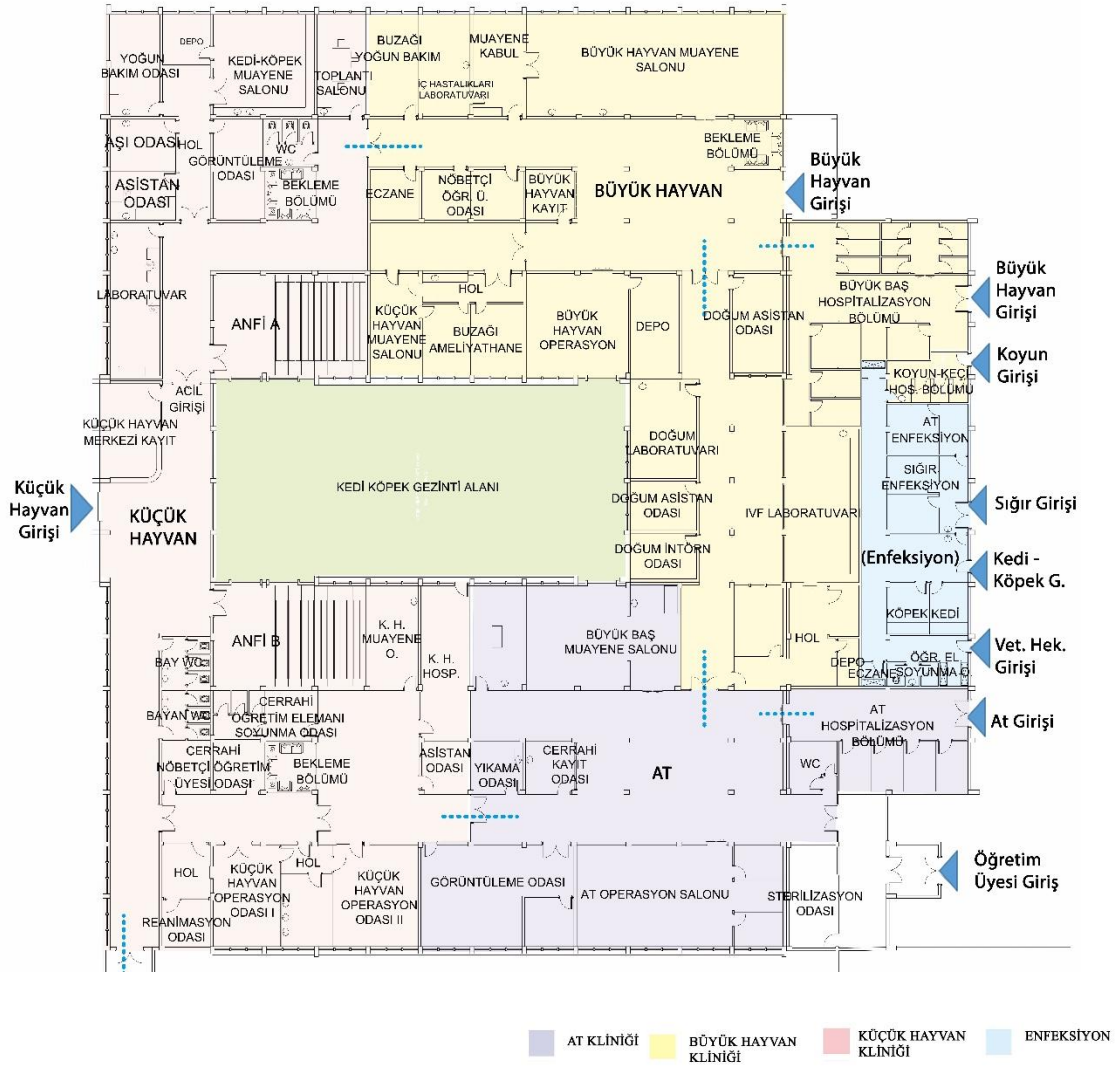 YOĞUN
BAKIM ODASI
DEPO
KEDİ-KÖPEK
MUAYENE
SALONU
TOPLANTI
SALONU
BUZAĞI
YOĞUN BAKIM
MUAYENE
KABUL
İÇ HASTALIKLARI
LABORATUVARI
BÜYÜK HAYVAN MUAYENE
SALONU
AŞI ODASI
HOL
ASİSTAN
ODASI
GÖRÜNTÜLEME
ODASI
WC
BEKLEME
BÖLÜMÜ
ECZANE
NÖBETÇİ
ÖĞR. Ü.
ODASI
BÜYÜK
HAYVAN
KAYIT
BÜYÜK HAYVAN
BEKLEME
BÖLÜMÜ
Büyük
Hayvan
Girişi
LABORATUVAR
ANFİ A
KÜÇÜK
HAYVAN
MUAYENE
SALONU
HOL
BUZAĞI
AMELİYATHANE
BÜYÜK
HAYVAN
OPERASYON
DEPO
DOĞUM ASİSTAN
ODASI
BÜYÜK BAŞ
HOSPITALİZASYON
BÖLÜMÜ
Büyük
Hayvan
Girişi
KOYUN-KEÇİ
HOS. BÖLÜMÜ
Koyun
Girişi
ACİL
GİRİŞİ
KÜÇÜK HAYVAN
MERKEZİ KAYIT
Küçük
Hayvan
Girişi
KÜÇÜK
HAYVAN
KEDİ KÖPEK GEZİNTİ ALANI
DOĞUM
LABORATUVARI
DOĞUM ASİSTAN
ODASI
DOĞUM İNTÖRN
ODASI
IVF LABORATUVARI
AT
ENFEKSİYON
SIĞIR
ENFEKSİYON
Sığır Girişi
(Enfeksiyon)
Kedi -
Köpek G.
KÖPEK KEDİ
ANFİ B
K. H.
MUAYENE
O.
K. H.
HOSP.
BÜYÜK BAŞ
MUAYENE SALONU
HOL
DEPO
ECZANE
ÖĞR. EL
SOYUNMA O.
Vet. Hek.
Girişi
BAY WC
BAYAN WC
CERRAHİ
ÖĞRETİM ELEMANI
SOYUNMA ODASI
AT
HOSPITALİZASYON
BÖLÜMÜ
At Girişi
CERRAHİ
NÖBETÇİ ÖĞRETİM
ÜYESİ ODASI
BEKLEME
BÖLÜMÜ
ASİSTAN
ODASI
YIKAMA
ODASI
CERRAHİ
KAYIT
ODASI
AT
WC
HOL
KÜÇÜK
HAYVAN
OPERASYON
ODASI I
HOL
KÜÇÜK
HAYVAN
OPERASYON
ODASI II
GÖRÜNTÜLEME ODASI
AT OPERASYON SALONU
STERİLİZASYON
ODASI
Öğretim
Üyesi Giriş
REANİMASYON
ODASI
AT KLİNİĞİ
BÜYÜK HAYVAN
KLİNİĞİ
KÜÇÜK HAYVAN
KLİNİĞİ
ENFEKSİYON